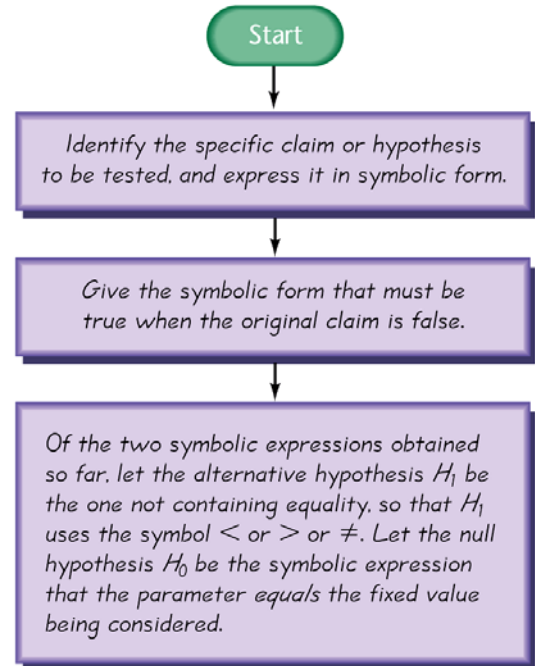 Start
Identify the specific claim or hypothesis
to be tested, and express it in symbolic form.
Give the symbolic form that must be
true when the original claim is false.
Of the two symbolic expressions obtained
so far, let the alternative hypothesis H₁ be
the one not containing equality, so that H₁
uses the symbol < or > or ≠. Let the null
hypothesis H₀ be the symbolic expression
that the parameter equals the fixed value
being considered.